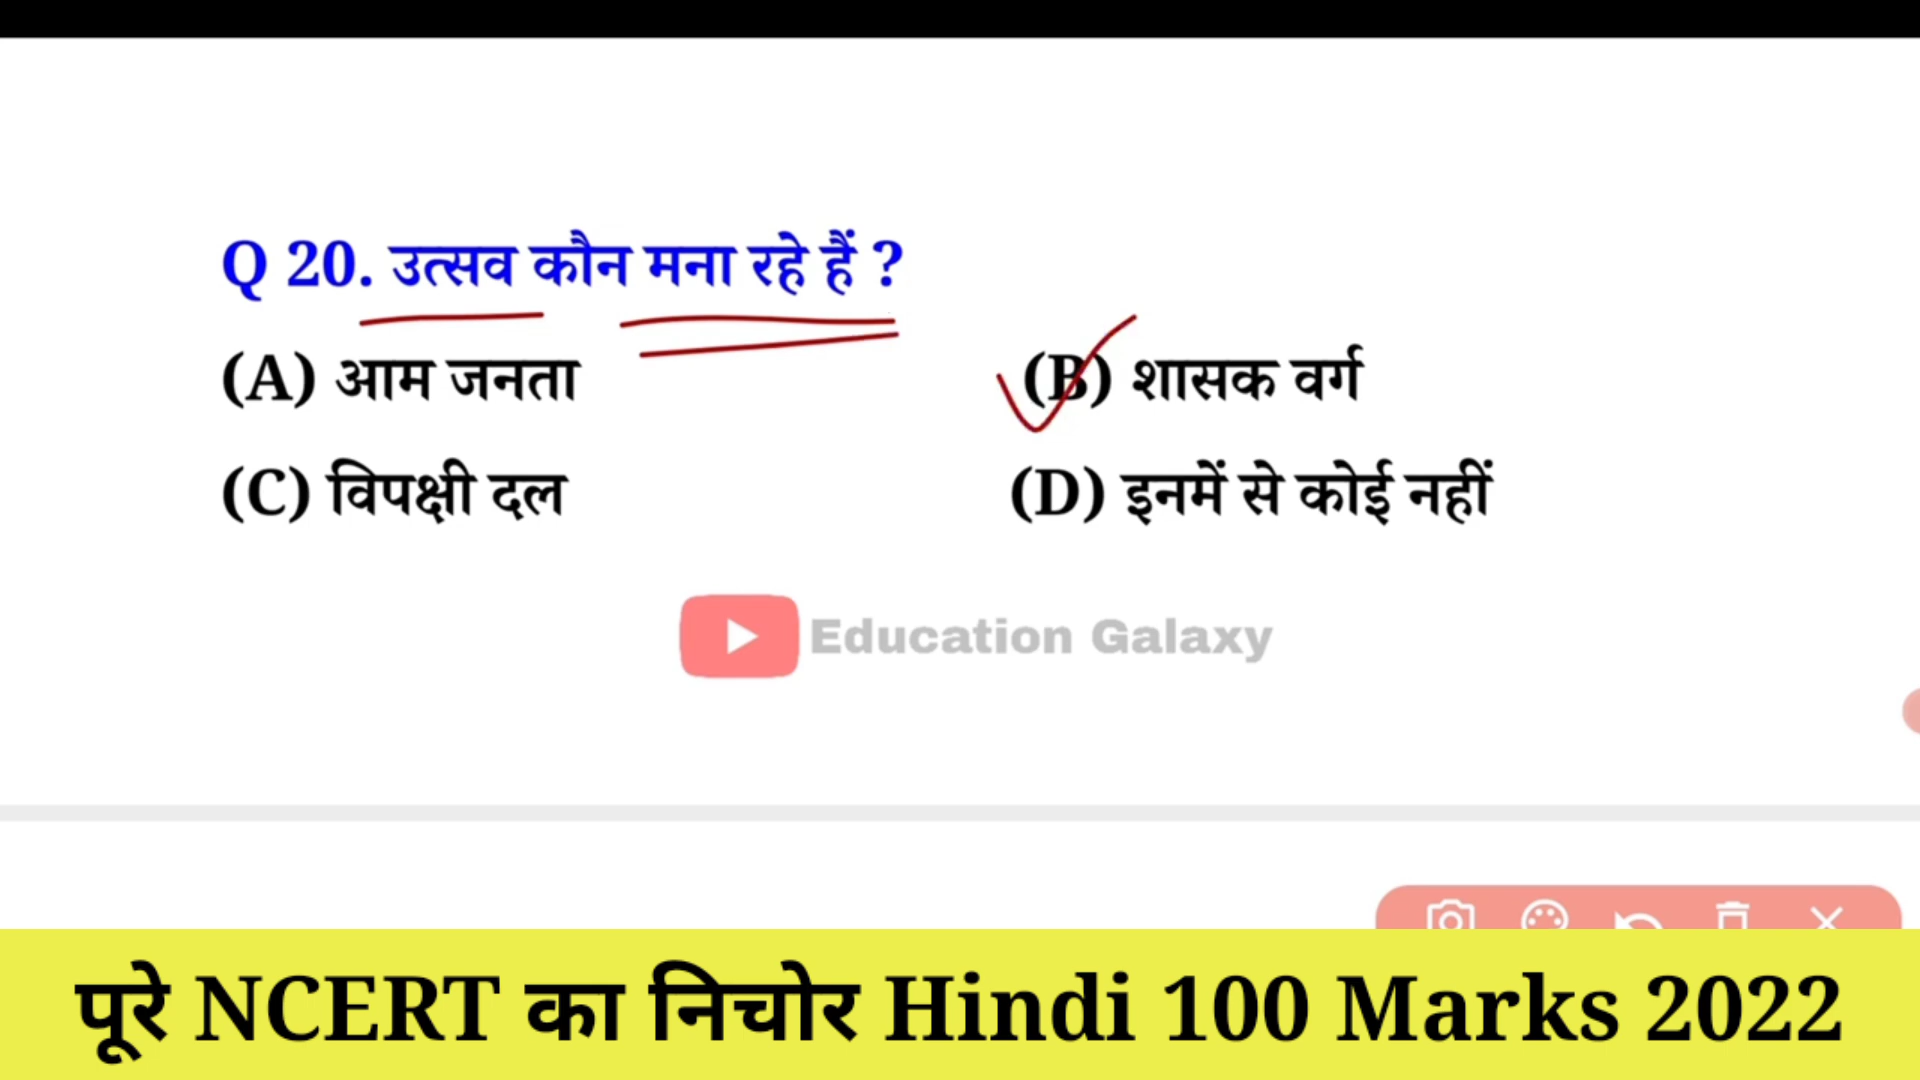 Q 20. उत्सव कौन मना रहे हैं ?
(A) आम जनता (B) शासक वर्ग
(C) विपक्षी दल (D) इनमें से कोई नहीं
Education Galaxy
पूरे NCERT का निचोर Hindi 100 Marks 2022